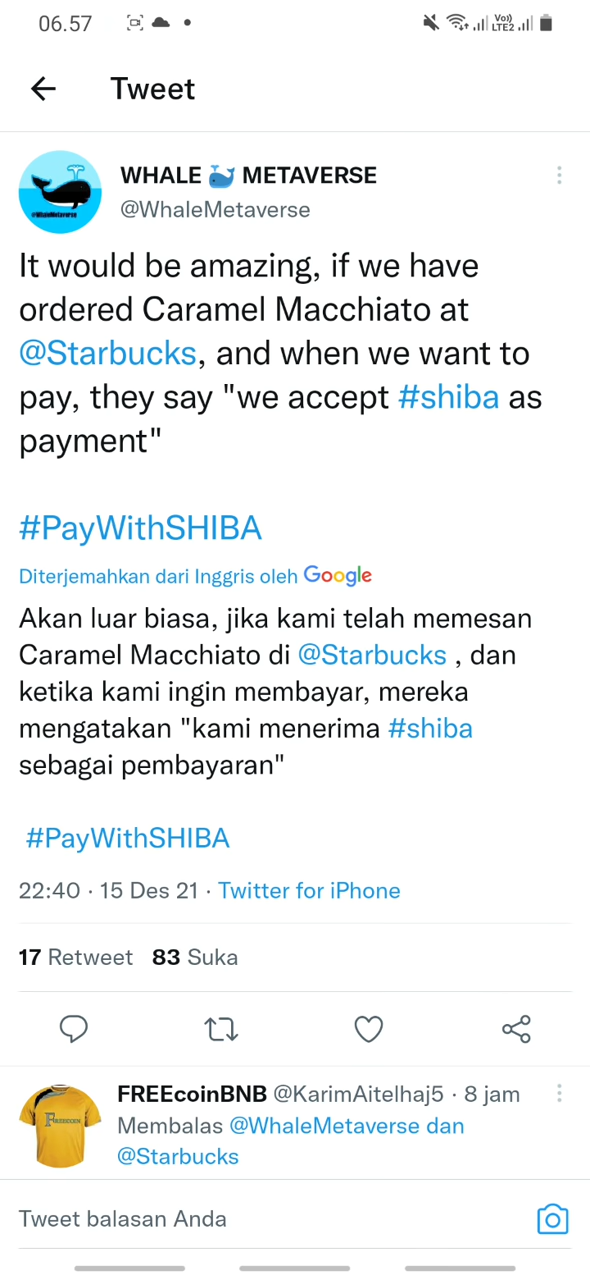 06.57
Vo))
LTE2
Tweet
WHALE 🐳 METAVERSE
@WhaleMetaverse
#WhaleMetaverse
It would be amazing, if we have
ordered Caramel Macchiato at
@Starbucks, and when we want to
pay, they say "we accept #shiba as
payment"
#PayWithSHIBA
Diterjemahkan dari Inggris oleh Google
Akan luar biasa, jika kami telah memesan
Caramel Macchiato di @Starbucks , dan
ketika kami ingin membayar, mereka
mengatakan "kami menerima #shiba
sebagai pembayaran"
#PayWithSHIBA
22:40 · 15 Des 21 · Twitter for iPhone
17 Retweet 83 Suka
FREEcoinBNB @KarimAitelhaj5 · 8 jam
Membalas @WhaleMetaverse dan
@Starbucks
FREECOIN
Tweet balasan Anda